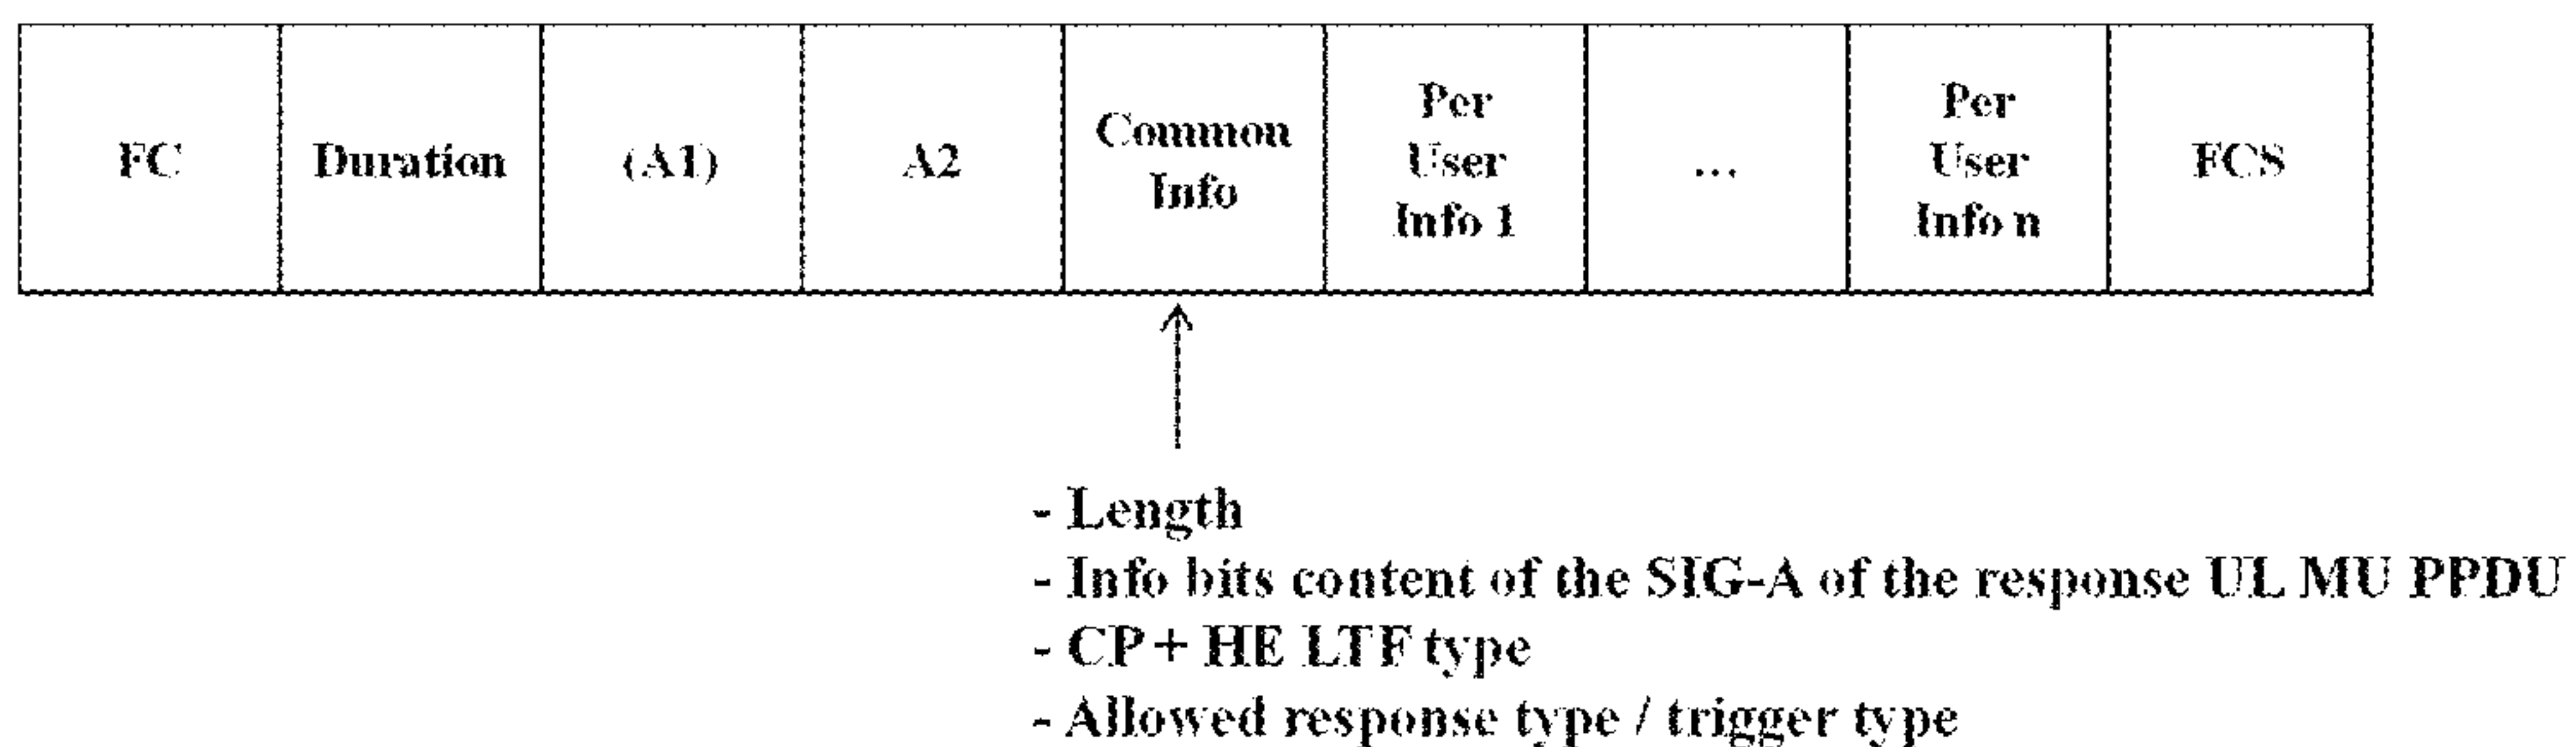 FC
Duration
(A1)
A2
Common
Info
Per
User
Info 1
...
Per
User
Info n
FCS
- Length
- Info bits content of the SIG-A of the response UL MU PPDU
- CP + HE LTF type
- Allowed response type / trigger type